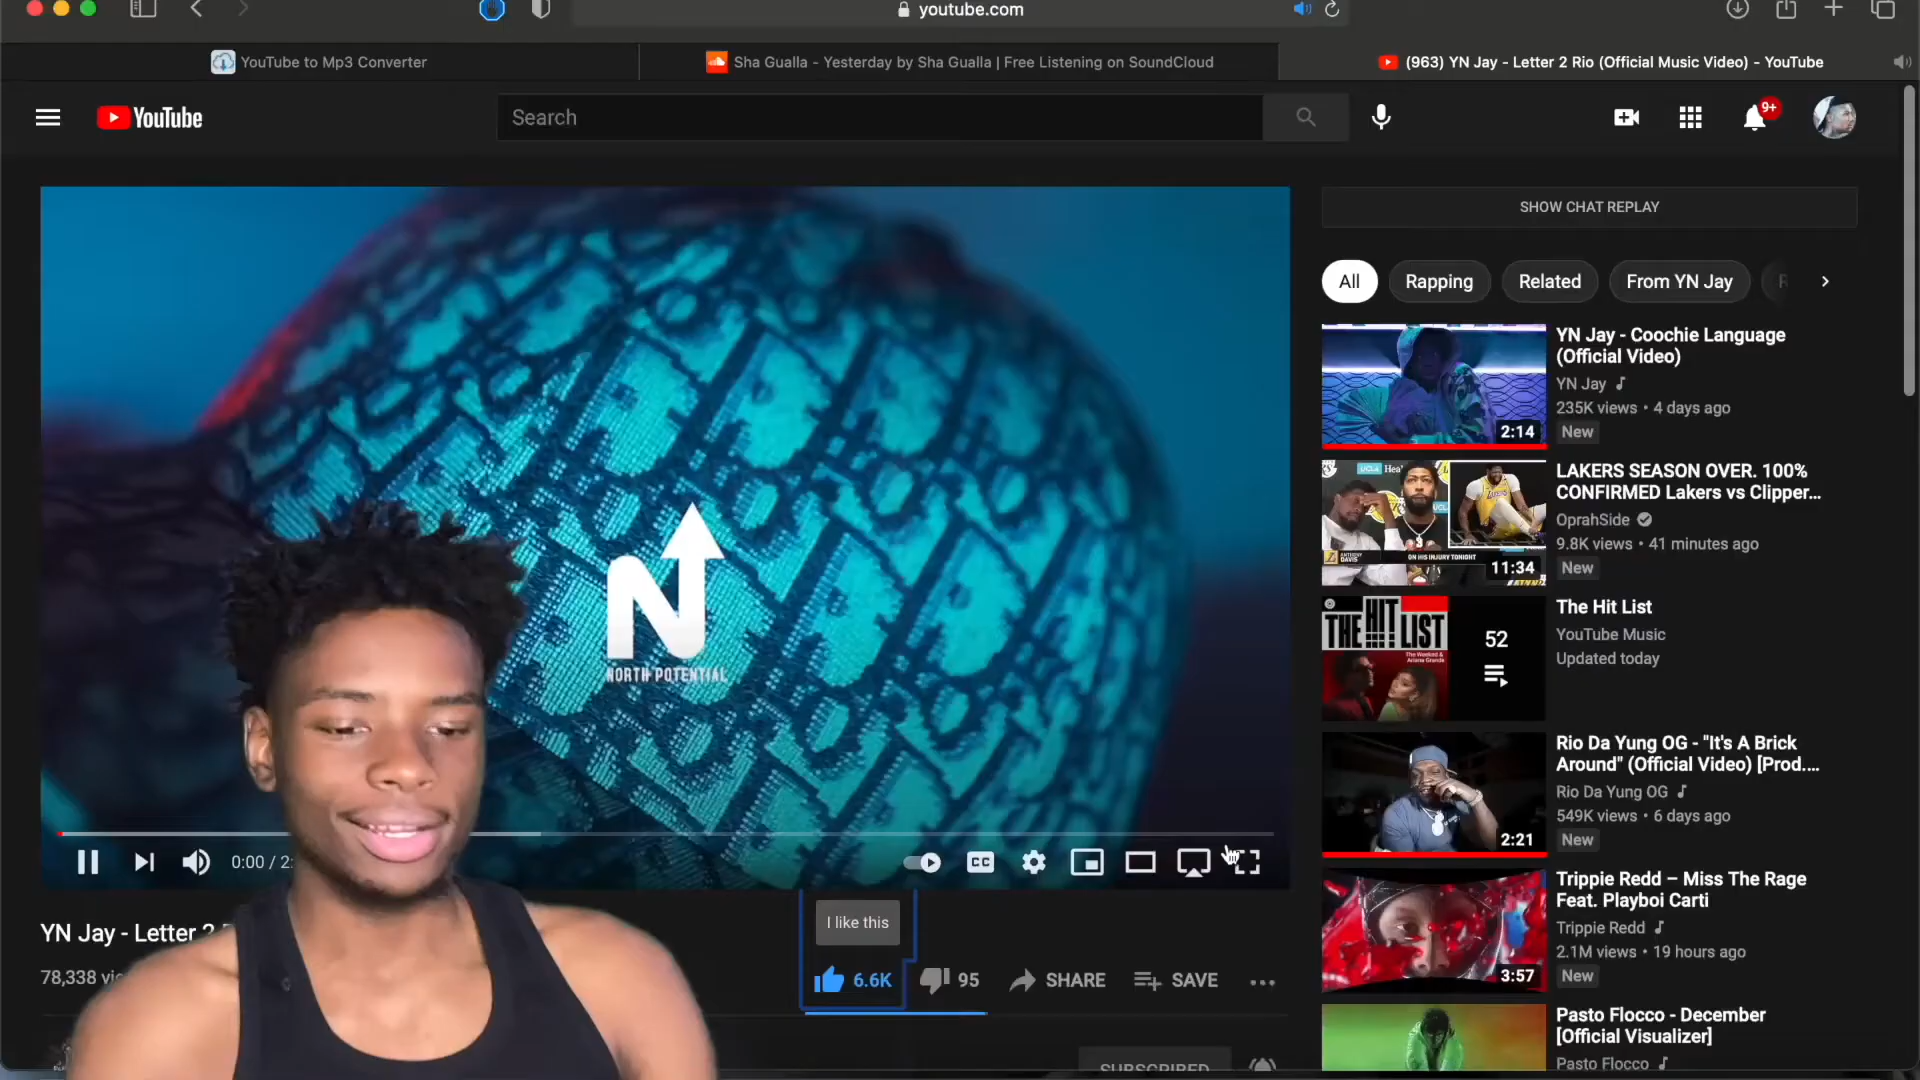 youtube.com
YouTube to Mp3 Converter
Sha Gualla - Yesterday by Sha Gualla | Free Listening on SoundCloud
(963) YN Jay - Letter 2 Rio (Official Music Video) - YouTube
YouTube
Search
9+
SHOW CHAT REPLAY
All
Rapping
Related
From YN Jay
YN Jay - Coochie Language
(Official Video)
YN Jay
235K views • 4 days ago
New
2:14
LAKERS SEASON OVER. 100%
CONFIRMED Lakers vs Clipper...
OprahSide
9.8K views • 41 minutes ago
New
11:34
UCLA
ON HIS INJURY TONIGHT
THE HIT LIST
52
The Hit List
YouTube Music
Updated today
Rio Da Yung OG - "It's A Brick
Around" (Official Video) [Prod....
Rio Da Yung OG
549K views • 6 days ago
New
2:21
Trippie Redd – Miss The Rage
Feat. Playboi Carti
Trippie Redd
2.1M views • 19 hours ago
New
3:57
Pasto Flocco - December
[Official Visualizer]
Pasto Flocco
N
NORTH POTENTIAL
0:00 / 2:
CC
YN Jay - Letter 2
78,338
I like this
6.6K
95
SHARE
SAVE
SUBSCRIBED